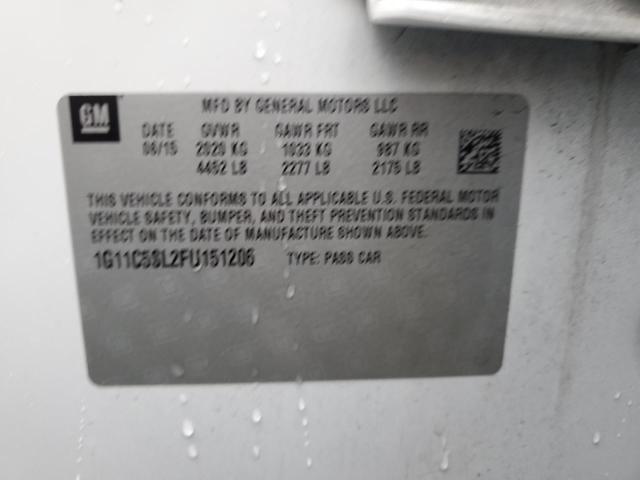 GM
MFD BY GENERAL MOTORS LLC
DATE GVWR GAWR FRT GAWR RR
06/15 2020 KG 1033 KG 987 KG
4452 LB 2277 LB 2175 LB
THIS VEHICLE CONFORMS TO ALL APPLICABLE U.S. FEDERAL MOTOR
VEHICLE SAFETY, BUMPER, AND THEFT PREVENTION STANDARDS IN
EFFECT ON THE DATE OF MANUFACTURE SHOWN ABOVE.
1G11C5SL2FU151206 TYPE: PASS CAR